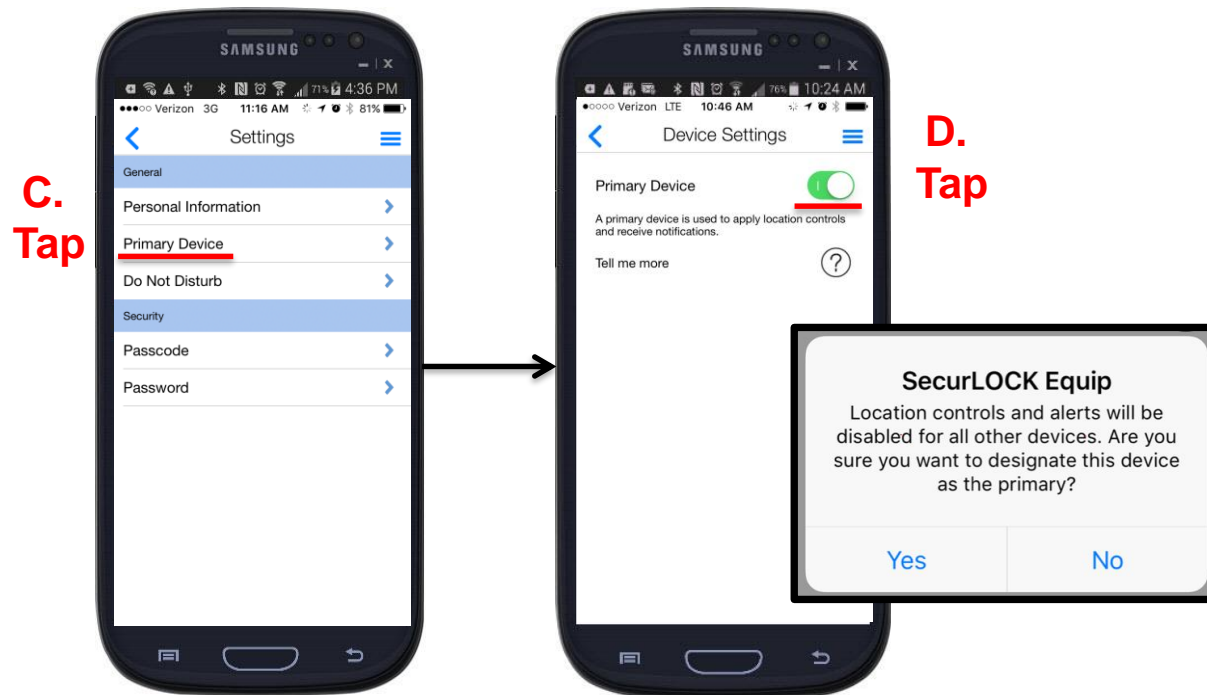 C.
Tap
SAMSUNG
71% 4:36 PM
Verizon 3G 11:16 AM 81%
Settings
General
Personal Information
Primary Device
Do Not Disturb
Security
Passcode
Password
SAMSUNG
76% 10:24 AM
Verizon LTE 10:46 AM
Device Settings
Primary Device
A primary device is used to apply location controls
and receive notifications.
Tell me more ?
D.
Tap
SecurLOCK Equip
Location controls and alerts will be
disabled for all other devices. Are you
sure you want to designate this device
as the primary?
Yes No